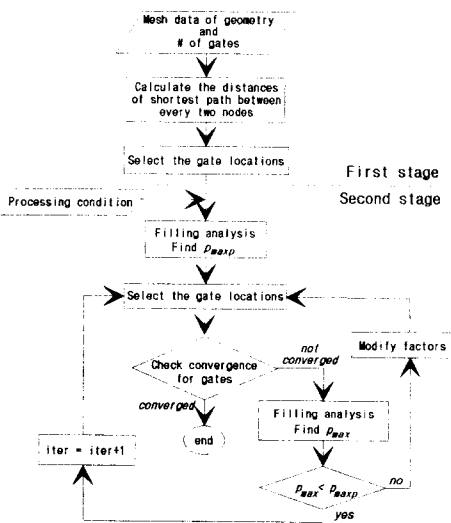 Mesh data of geometry
and
# of gates
Calculate the distances
of shortest path between
every two nodes
Select the gate locations
First stage
Processing condition
Second stage
Filling analysis
Find p_maxp
Select the gate locations
not
converged
Modify factors
Check convergence
for gates
converged
end
Filling analysis
Find p_max
iter = iter+1
p_max < p_maxp
no
yes